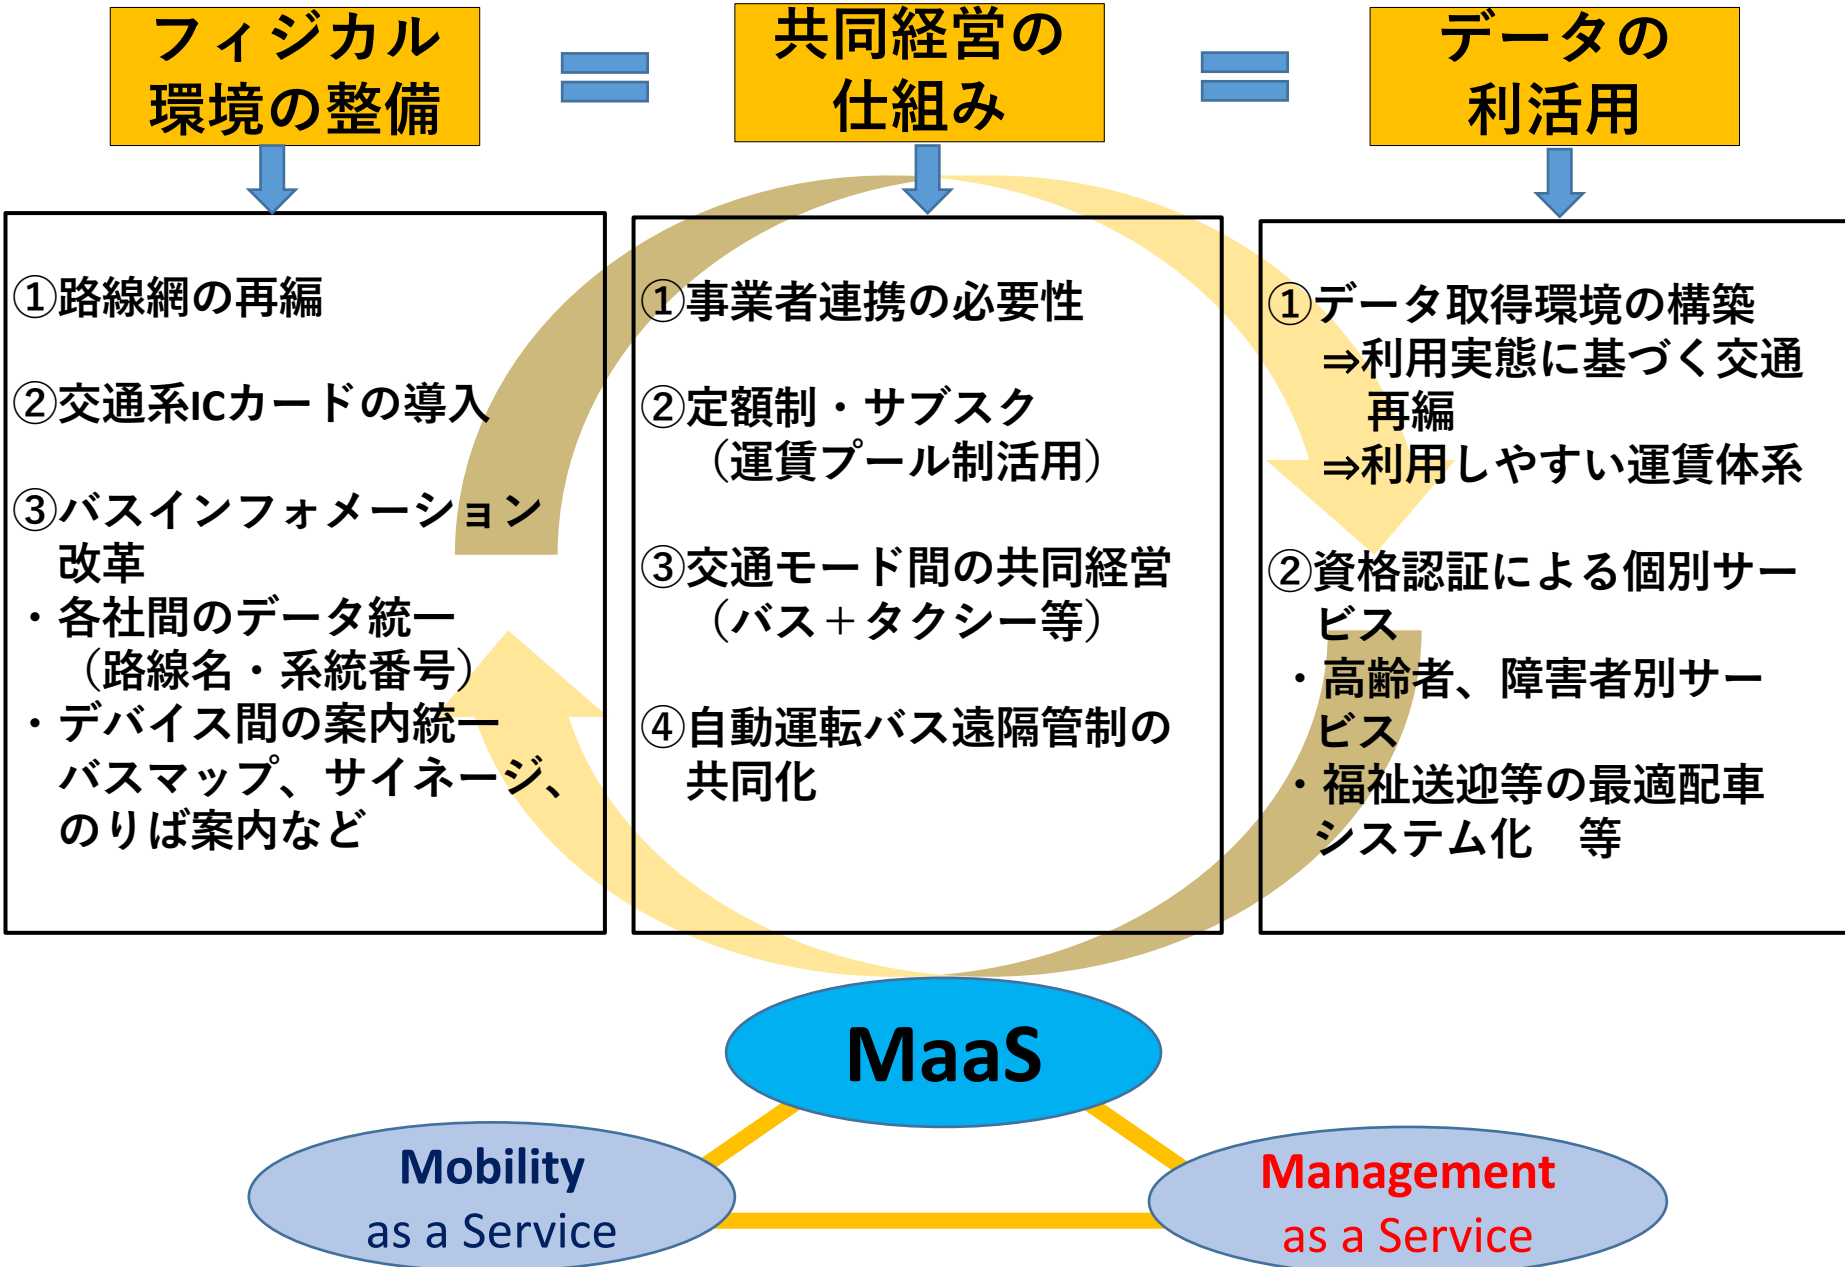 フィジカル
環境の整備
共同経営の
仕組み
データの
利活用
①路線網の再編
②交通系ICカードの導入
③バスインフォメーション
改革
・各社間のデータ統一
（路線名・系統番号）
・デバイス間の案内統一
バスマップ、サイネージ、
のりば案内など
①事業者連携の必要性
②定額制・サブスク
（運賃プール制活用）
③交通モード間の共同経営
（バス＋タクシー等）
④自動運転バス遠隔管制の
共同化
①データ取得環境の構築
⇒利用実態に基づく交通
再編
⇒利用しやすい運賃体系
②資格認証による個別サー
ビス
・高齢者、障害者別サー
ビス
・福祉送迎等の最適配車
システム化　等
MaaS
Mobility
as a Service
Management
as a Service